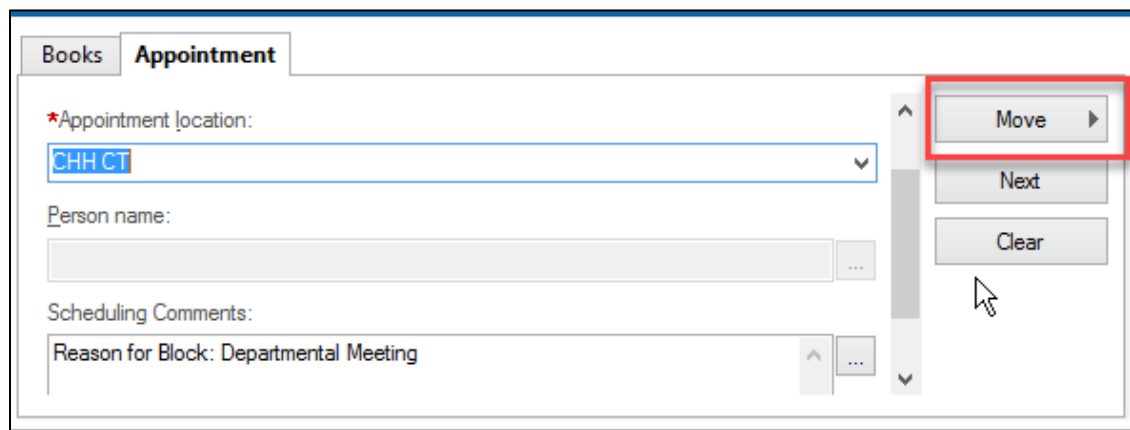 Books
Appointment
*Appointment location:
CHH CT
Person name:
...
Scheduling Comments:
Reason for Block: Departmental Meeting
...
Move
Next
Clear